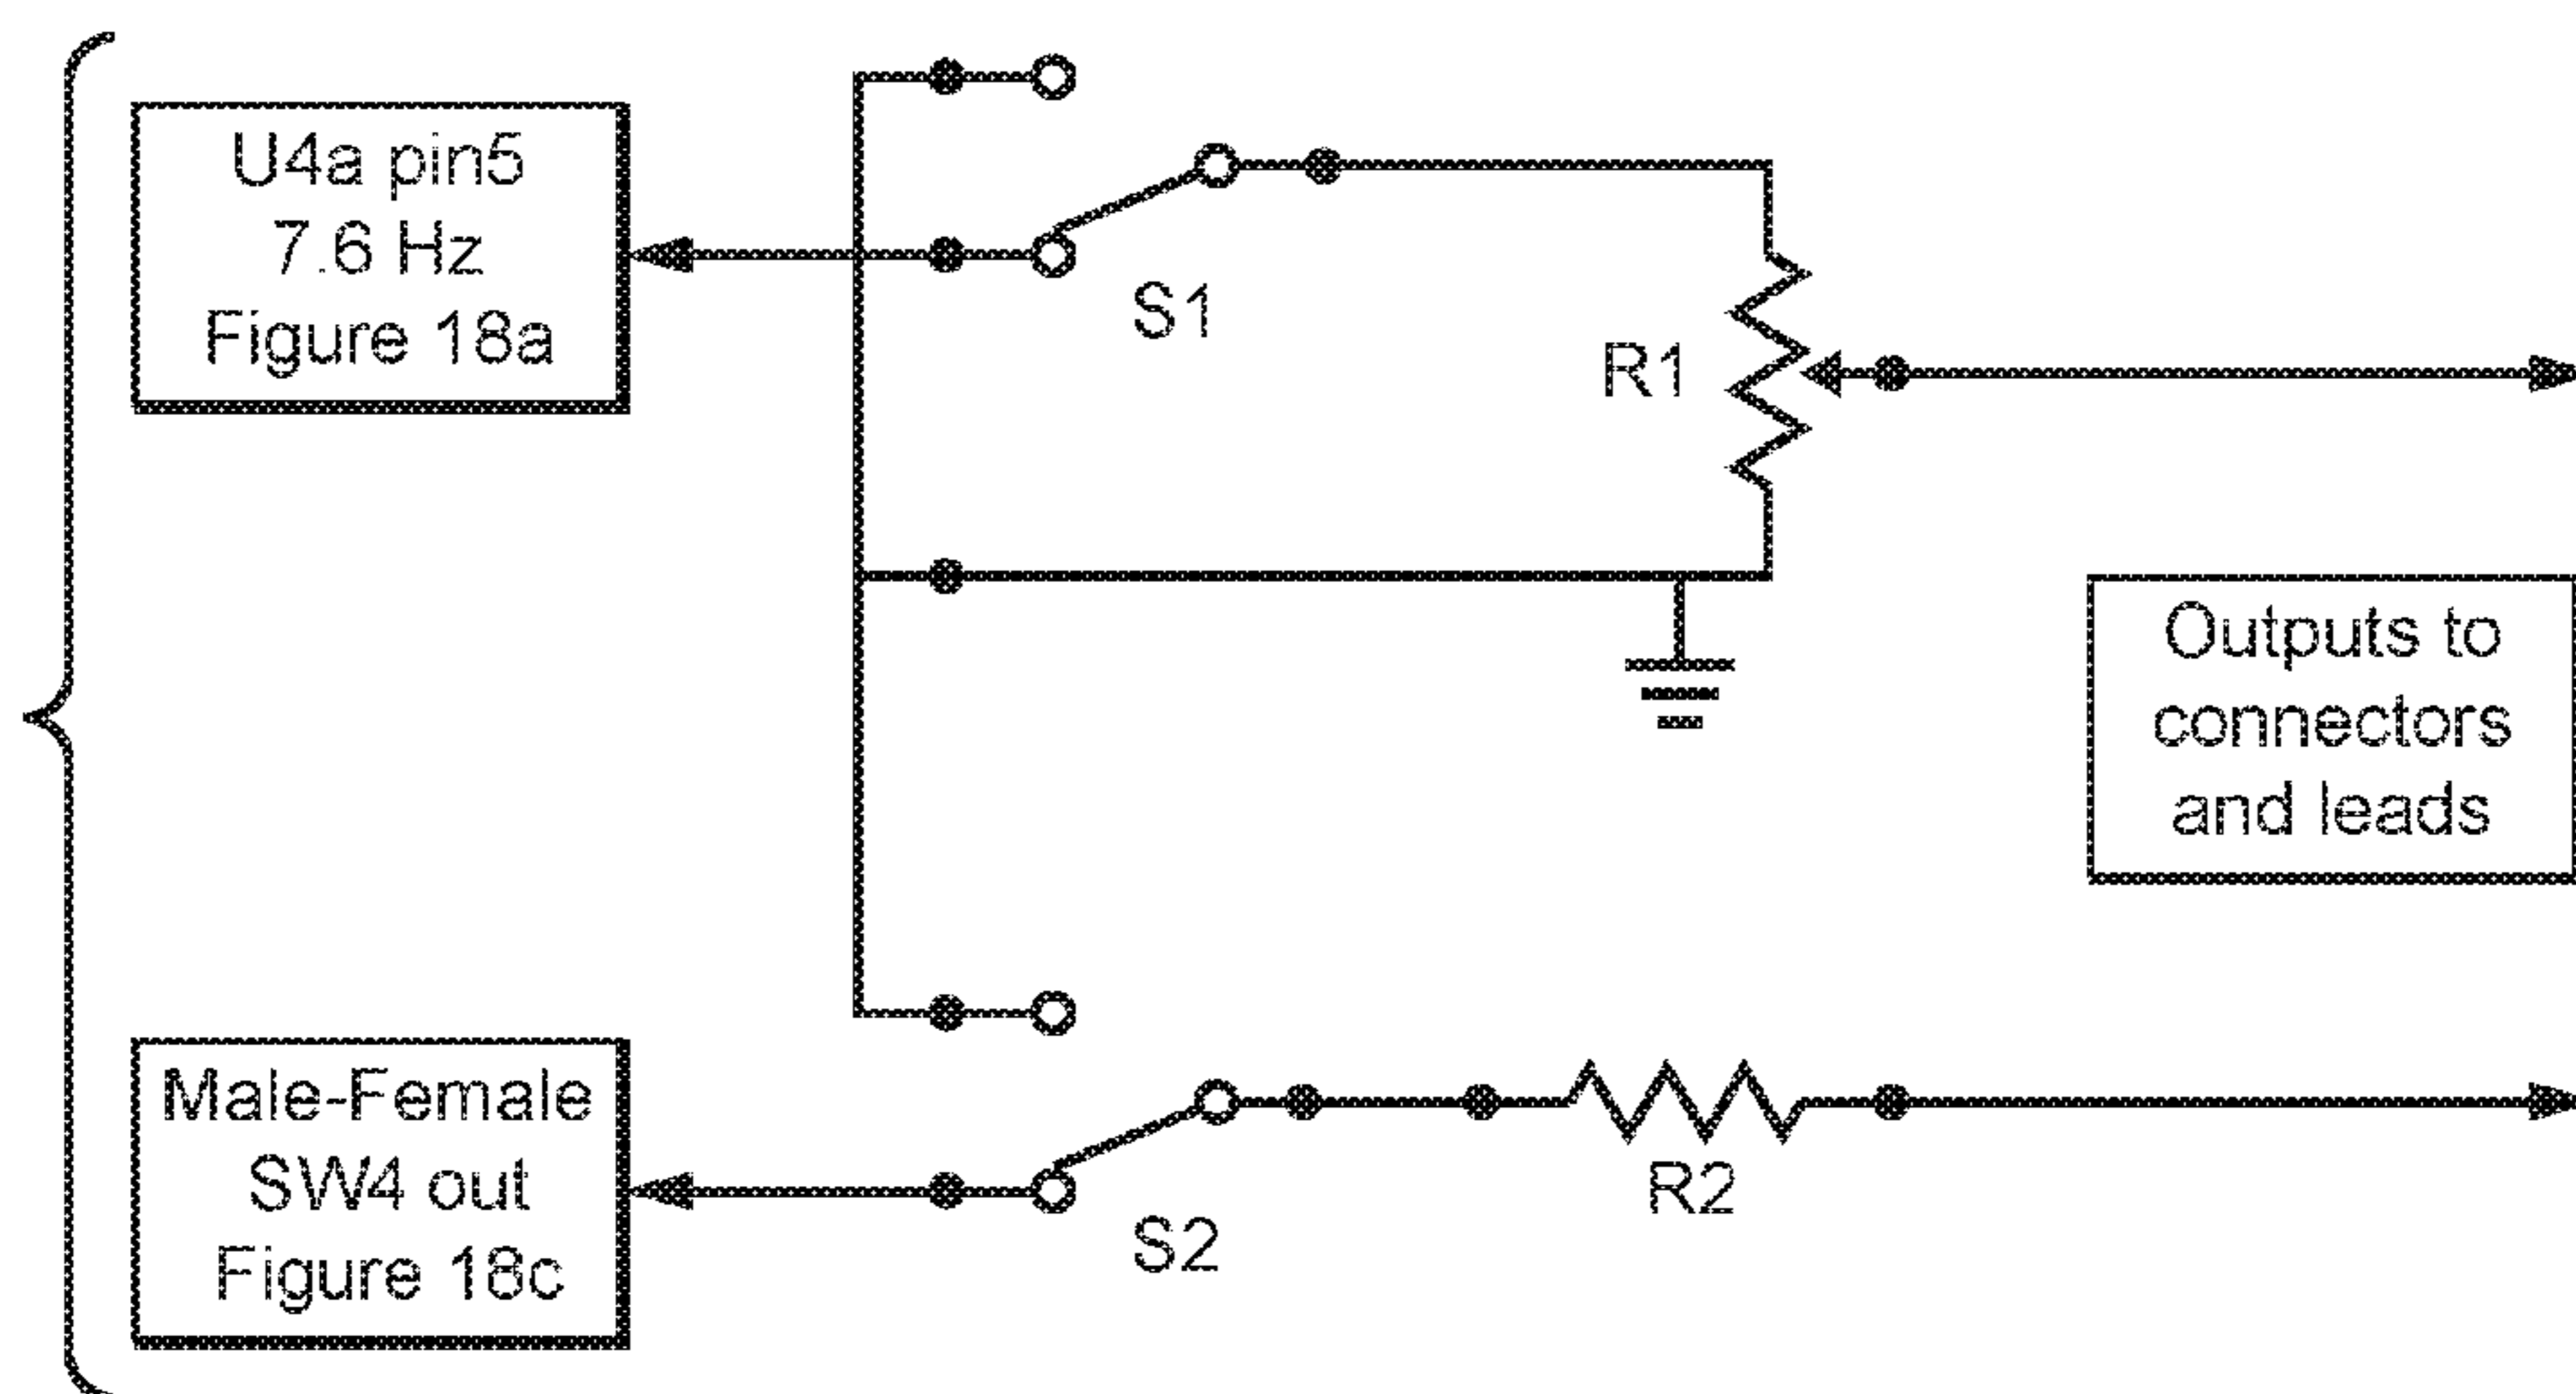 U4a pin5
7.6 Hz
Figure 18a
S1
R1
Outputs to
connectors
and leads
Male-Female
SW4 out
Figure 18c
S2
R2